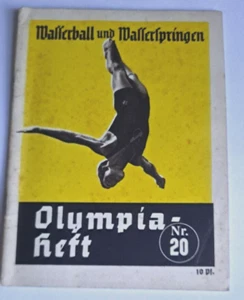 Wasserball und Wasserspringen
Olympia-
Heft
Nr.
20
10 Pf.